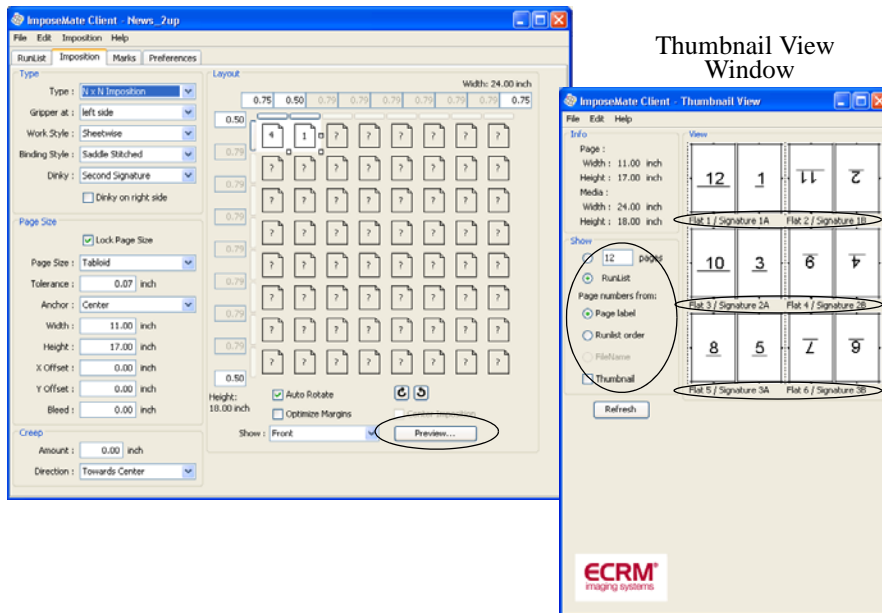 ImposeMate Client - News_2up
File Edit Imposition Help
RunList Imposition Marks Preferences
Type
Type : N x N Imposition
Gripper at : left side
Work Style : Sheetwise
Binding Style : Saddle Stitched
Dinky : Second Signature
Dinky on right side
Page Size
Lock Page Size
Page Size : Tabloid
Tolerance : 0.07 inch
Anchor : Center
Width : 11.00 inch
Height : 17.00 inch
X Offset : 0.00 inch
Y Offset : 0.00 inch
Bleed : 0.00 inch
Creep
Amount : 0.00 inch
Direction : Towards Center
Layout
Width: 24.00 inch
0.75 0.50 0.79 0.79 0.79 0.79 0.79 0.79 0.75
0.50
4 1 ? ? ? ? ? ?
0.79
? ? ? ? ? ? ? ?
0.79
? ? ? ? ? ? ? ?
0.79
? ? ? ? ? ? ? ?
0.79
? ? ? ? ? ? ? ?
0.79
? ? ? ? ? ? ? ?
0.79
? ? ? ? ? ? ? ?
0.79
? ? ? ? ? ? ? ?
0.50
Height:
18.00 inch
Auto Rotate
Optimize Margins
Center Imposition
Show : Front
Preview...
Thumbnail View
Window
ImposeMate Client - Thumbnail View
File Edit Help
Info
Page :
Width : 11.00 inch
Height : 17.00 inch
Media :
Width : 24.00 inch
Height : 18.00 inch
Show
12 pages
RunList
Page numbers from:
Page label
Runlist order
FileName
Thumbnail
Refresh
View
12 1 11 2
Flat 1 / Signature 1A Flat 2 / Signature 1B
10 3 9 4
Flat 3 / Signature 2A Flat 4 / Signature 2B
8 5 7 6
Flat 5 / Signature 3A Flat 6 / Signature 3B
ECRM
imaging systems